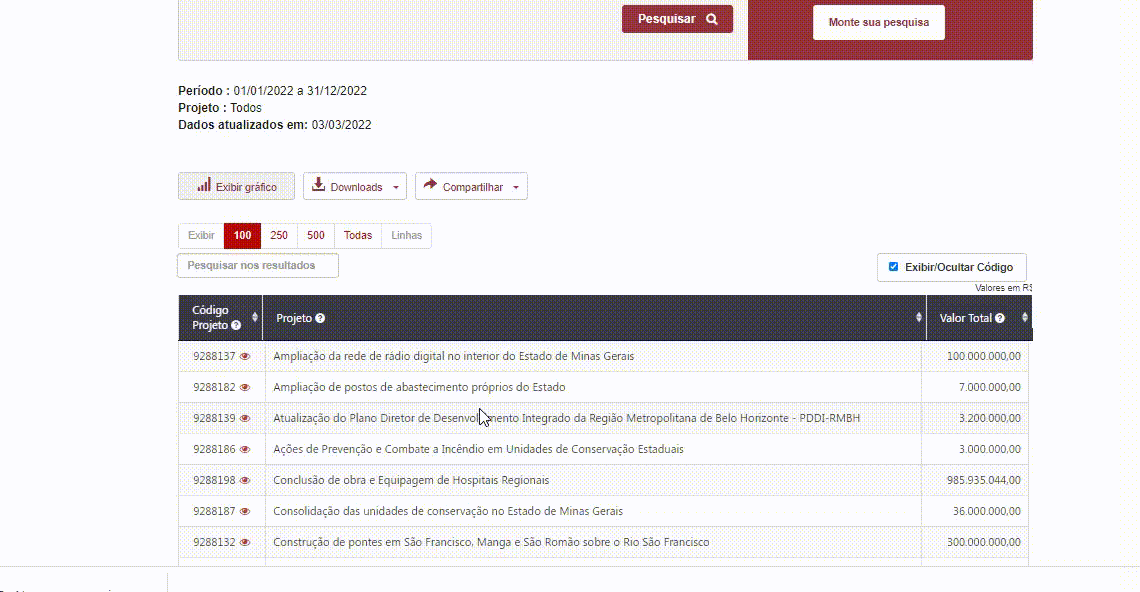 Pesquisar
Monte sua pesquisa
Período : 01/01/2022 a 31/12/2022
Projeto : Todos
Dados atualizados em: 03/03/2022
Exibir gráfico Downloads Compartilhar
Exibir 100 250 500 Todas Linhas
Pesquisar nos resultados
Exibir/Ocultar Código
Valores em R$
Código Projeto Projeto Valor Total
9288137 Ampliação da rede de rádio digital no interior do Estado de Minas Gerais 100.000.000,00
9288182 Ampliação de postos de abastecimento próprios do Estado 7.000.000,00
9288139 Atualização do Plano Diretor de Desenvolvimento Integrado da Região Metropolitana de Belo Horizonte - PDDI-RMBH 3.200.000,00
9288186 Ações de Prevenção e Combate a Incêndio em Unidades de Conservação Estaduais 3.000.000,00
9288198 Conclusão de obra e Equipagem de Hospitais Regionais 985.935.044,00
9288187 Consolidação das unidades de conservação no Estado de Minas Gerais 36.000.000,00
9288132 Construção de pontes em São Francisco, Manga e São Romão sobre o Rio São Francisco 300.000.000,00